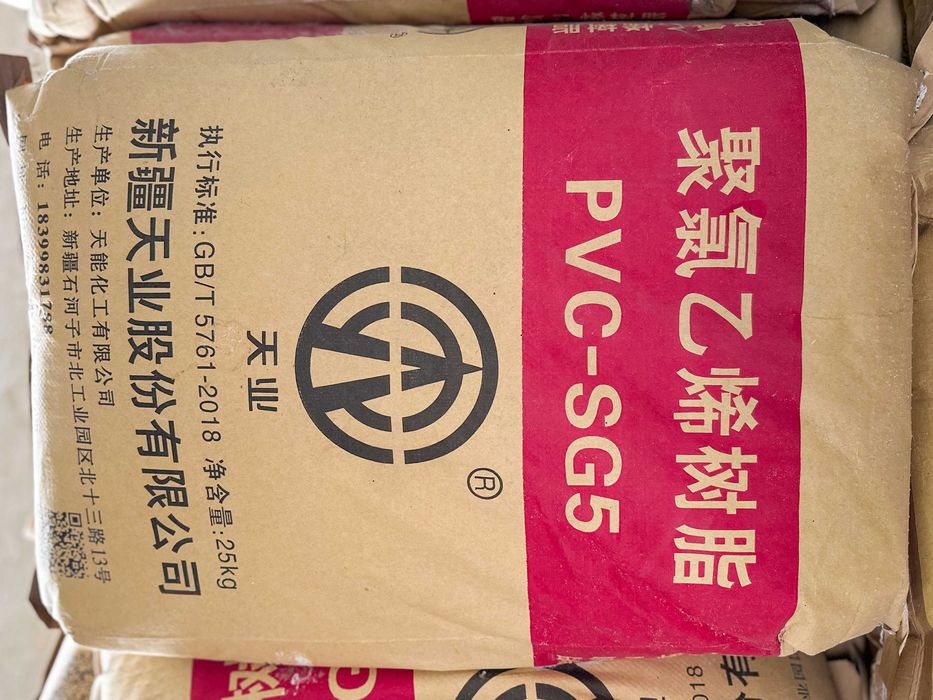 聚氯乙烯树脂
PVC-SG5
®
天业
执行标准:GB/T 5761-2018 净含量:25kg
新疆天业股份有限公司
生产单位: 天能化工有限公司
生产地址: 新疆石河子市北工业园区北十三路13号
电 话: 18399831788
2018